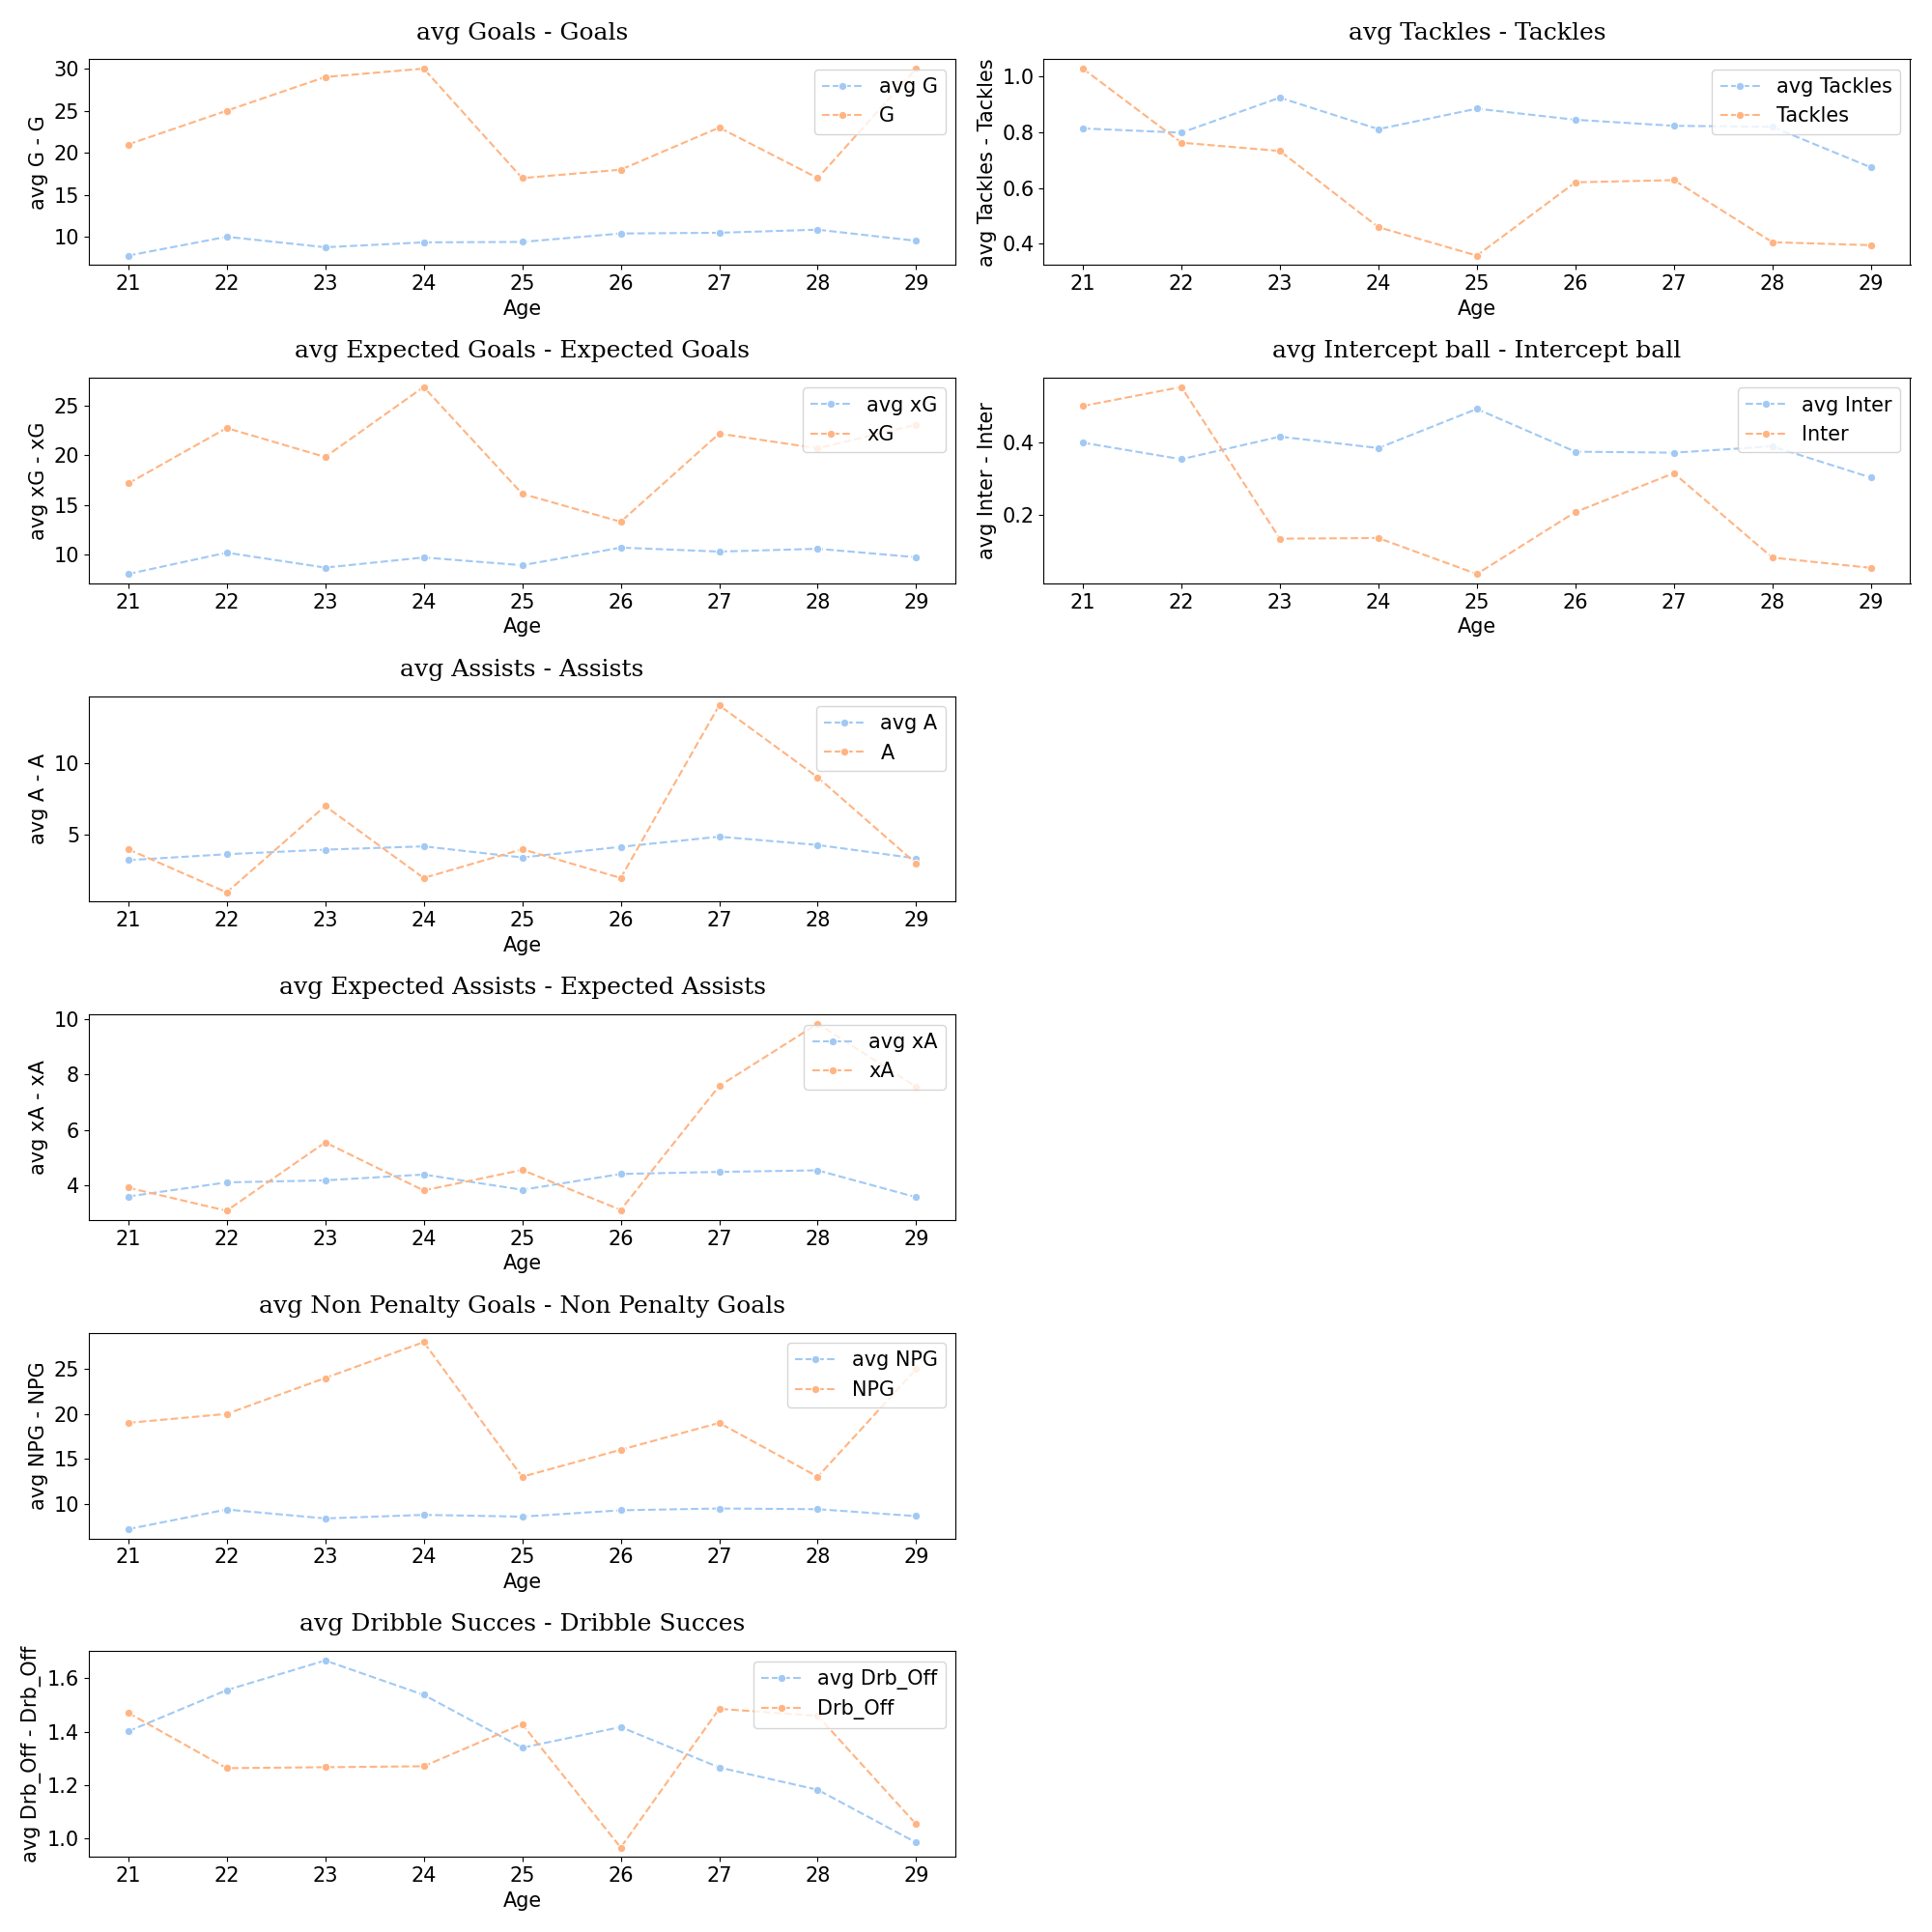 avg Goals - Goals
avg G - G
30
25
20
15
10
avg G
G
21 22 23 24 25 26 27 28 29
Age
avg Tackles - Tackles
avg Tackles - Tackles
1.0
0.8
0.6
0.4
avg Tackles
Tackles
21 22 23 24 25 26 27 28 29
Age
avg Expected Goals - Expected Goals
avg xG - xG
25
20
15
10
avg xG
xG
21 22 23 24 25 26 27 28 29
Age
avg Intercept ball - Intercept ball
avg Inter - Inter
0.4
0.2
avg Inter
Inter
21 22 23 24 25 26 27 28 29
Age
avg Assists - Assists
avg A - A
10
5
avg A
A
21 22 23 24 25 26 27 28 29
Age
avg Expected Assists - Expected Assists
avg xA - xA
10
8
6
4
avg xA
xA
21 22 23 24 25 26 27 28 29
Age
avg Non Penalty Goals - Non Penalty Goals
avg NPG - NPG
25
20
15
10
avg NPG
NPG
21 22 23 24 25 26 27 28 29
Age
avg Dribble Succes - Dribble Succes
avg Drb_Off - Drb_Off
1.6
1.4
1.2
1.0
avg Drb_Off
Drb_Off
21 22 23 24 25 26 27 28 29
Age